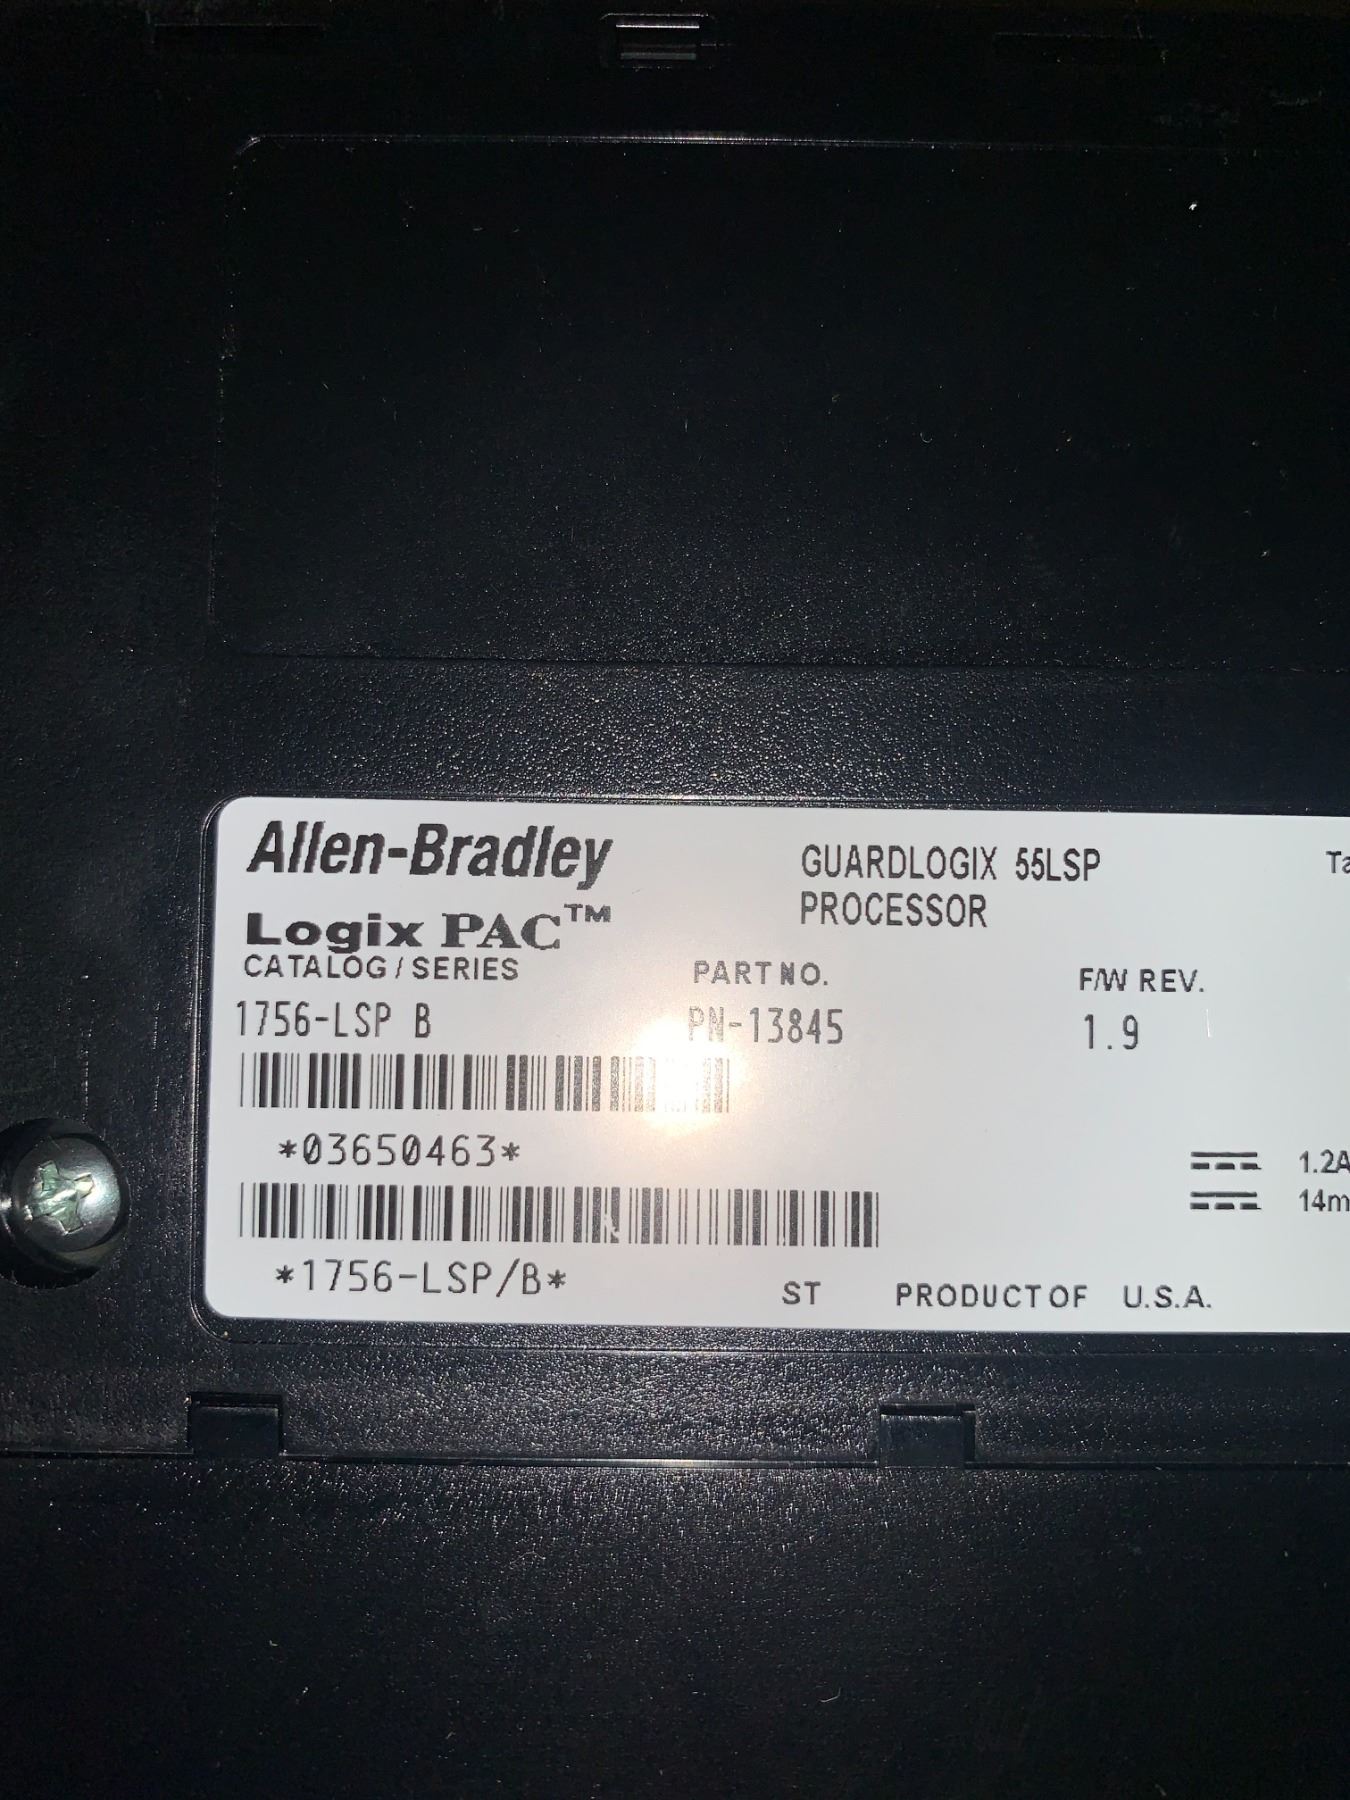 Allen-Bradley
GUARDLOGIX 55LSP
PROCESSOR
Logix PAC™
CATALOG / SERIES
PART NO.
F/W REV.
1756-LSP B
PN-13845
1.9
*03650463*
1.2A
14m
*1756-LSP/B*
ST
PRODUCT OF U.S.A.